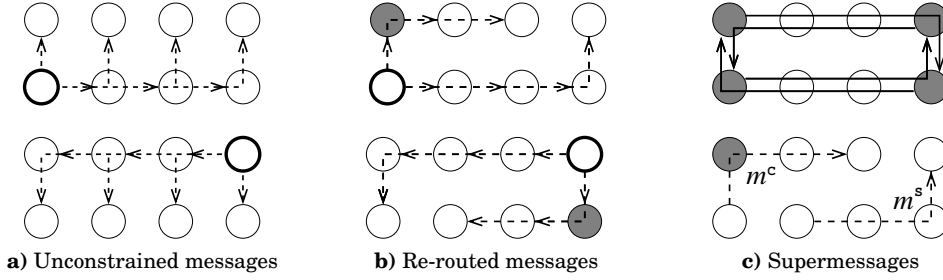 m^c
m^s
a) Unconstrained messages
b) Re-routed messages
c) Supermessages